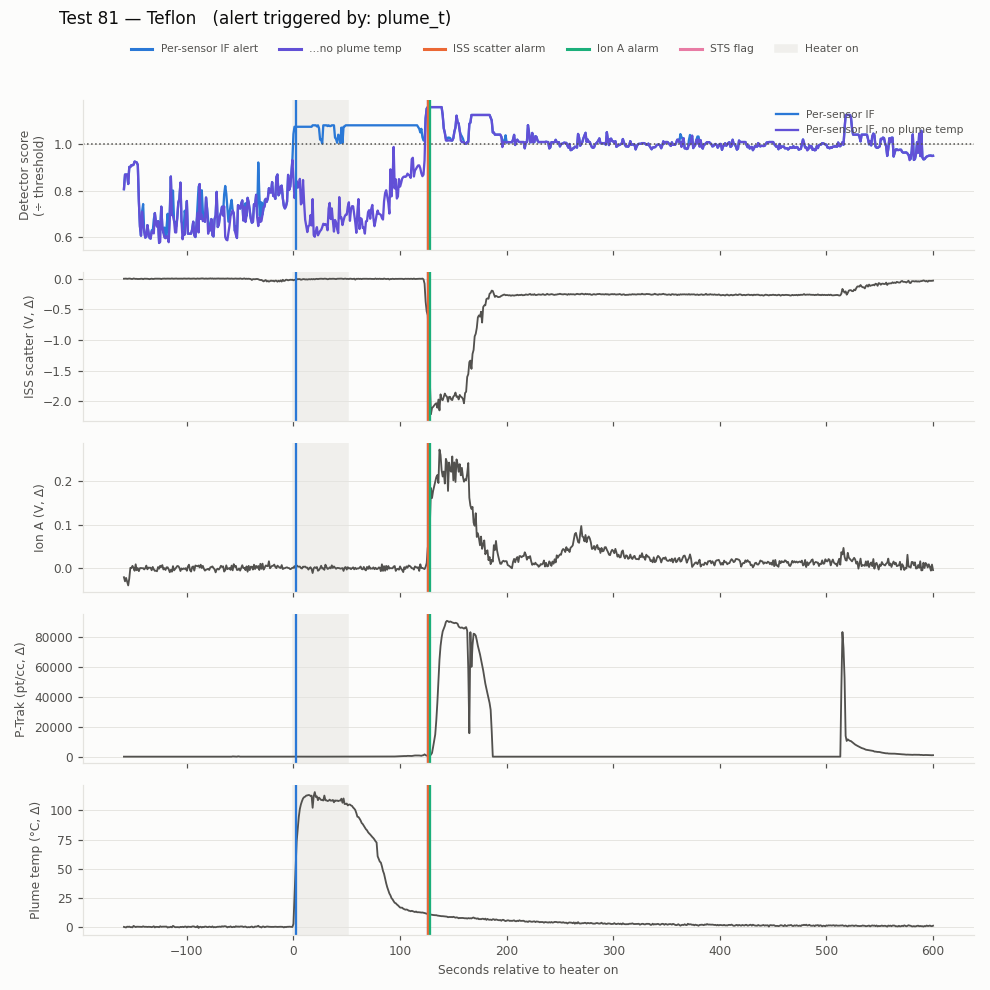 Test 81 — Teflon   (alert triggered by: plume_t)
Per-sensor IF alert
...no plume temp
ISS scatter alarm
Ion A alarm
STS flag
Heater on
Detector score
(÷ threshold)
1.0
0.8
0.6
Per-sensor IF
Per-sensor IF, no plume temp
ISS scatter (V, Δ)
0.0
−0.5
−1.0
−1.5
−2.0
Ion A (V, Δ)
0.2
0.1
0.0
P-Trak (pt/cc, Δ)
80000
60000
40000
20000
0
Plume temp (°C, Δ)
100
75
50
25
0
−100
0
100
200
300
400
500
600
Seconds relative to heater on